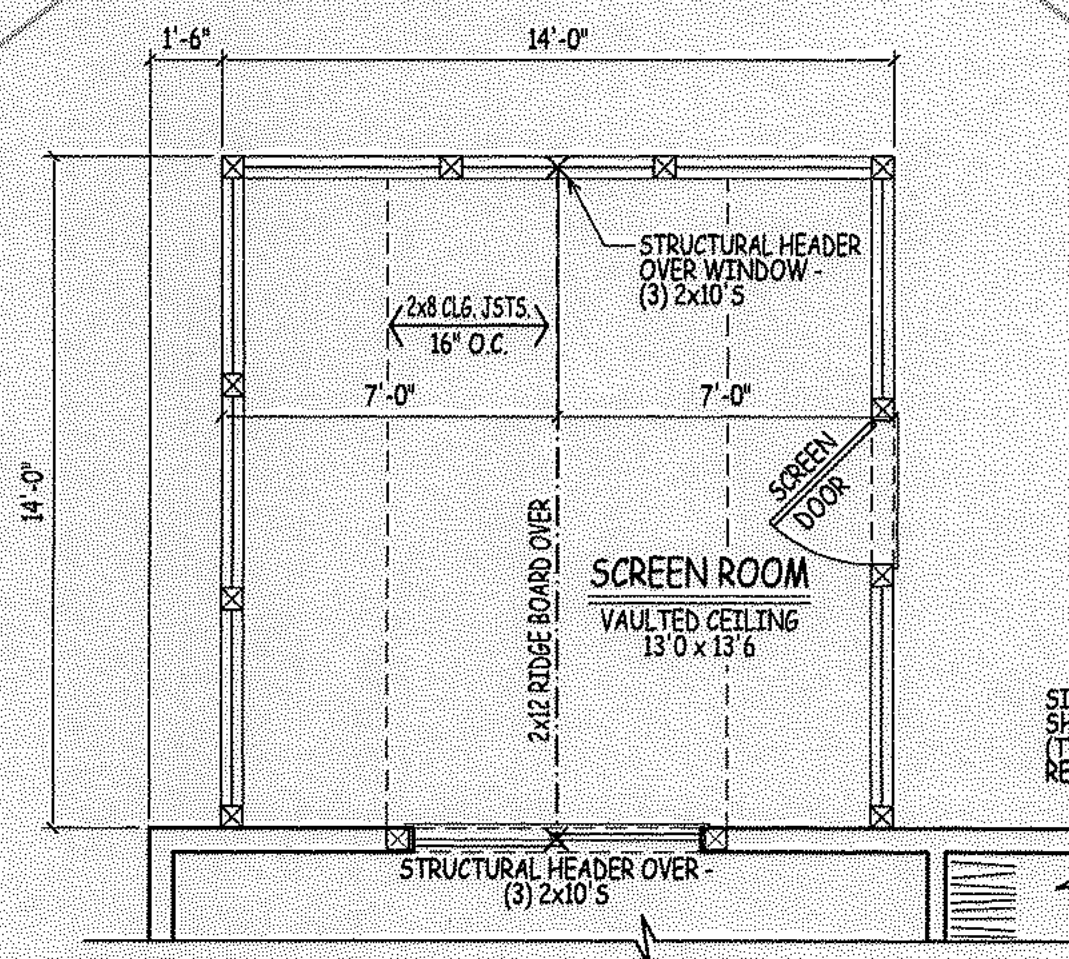 1'-6"
14'-0"
STRUCTURAL HEADER
OVER WINDOW -
(3) 2x10'S
2x8 CLG. JSTS.
16" O.C.
7'-0"
7'-0"
14'-0"
SCREEN
DOOR
2x12 RIDGE BOARD OVER
SCREEN ROOM
VAULTED CEILING
13'0 x 13'6
STRUCTURAL HEADER OVER -
(3) 2x10'S